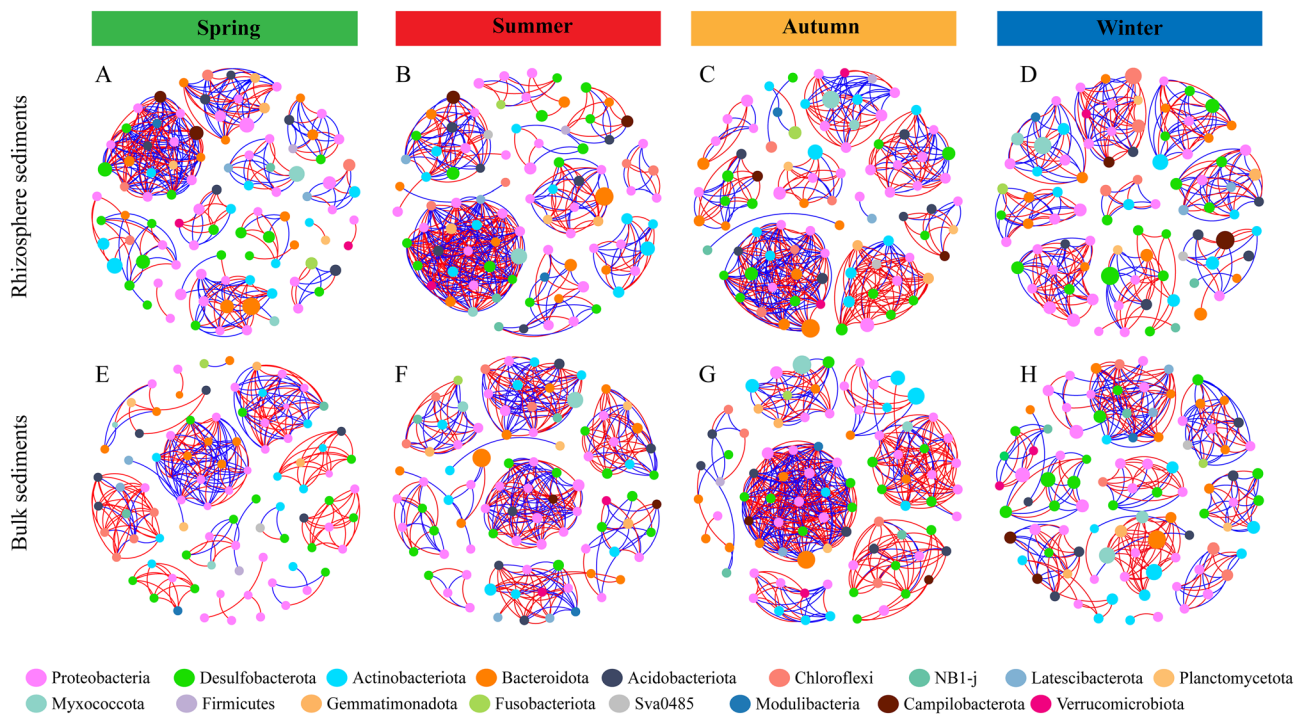 Spring Summer Autumn Winter
A B C D
Rhizosphere sediments
E F G H
Bulk sediments
Proteobacteria Desulfobacterota Actinobacteriota Bacteroidota Acidobacteriota Chloroflexi NB1-j Latescibacterota Planctomycetota
Myxococcota Firmicutes Gemmatimonadota Fusobacteriota Sva0485 Modulibacteria Campilobacterota Verrucomicrobiota